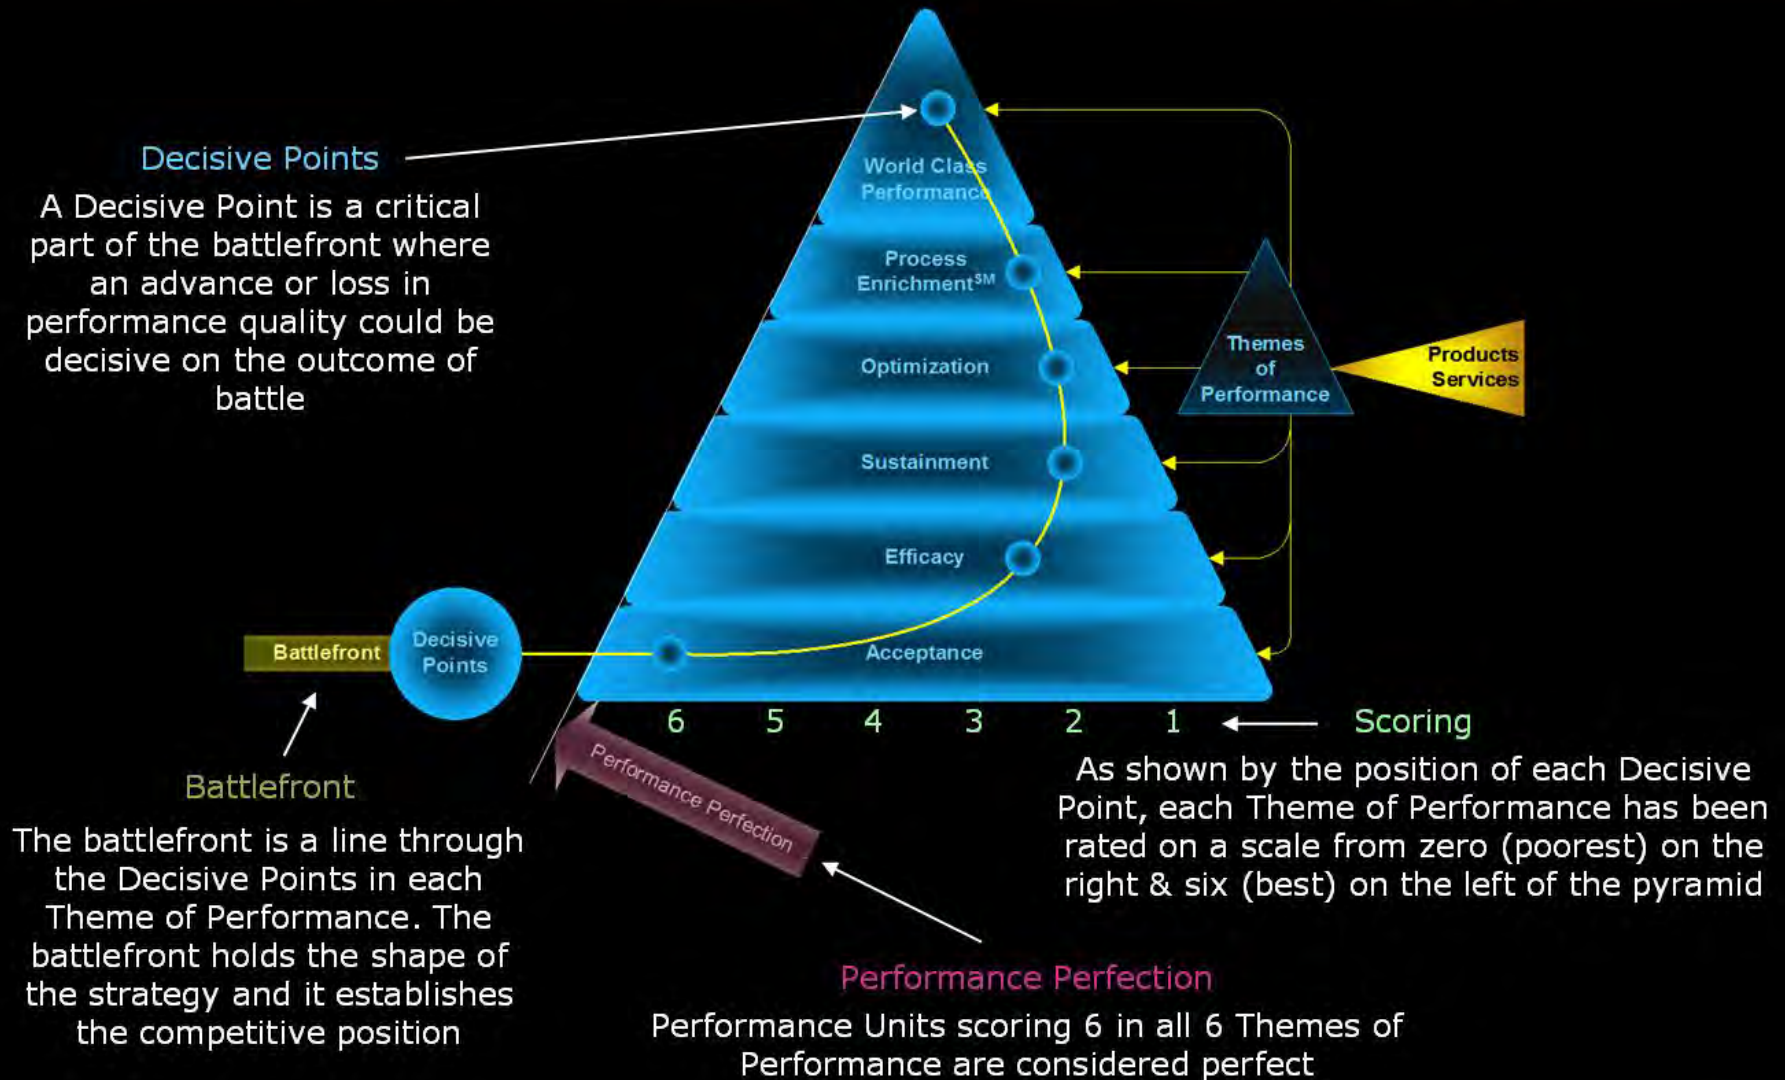 Decisive Points
A Decisive Point is a critical
part of the battlefront where
an advance or loss in
performance quality could be
decisive on the outcome of
battle
World Class
Performance
Process
Enrichment℠
Optimization
Sustainment
Efficacy
Acceptance
Themes
of
Performance
Products
Services
Battlefront
Decisive
Points
6 5 4 3 2 1
Performance Perfection
Battlefront
The battlefront is a line through
the Decisive Points in each
Theme of Performance. The
battlefront holds the shape of
the strategy and it establishes
the competitive position
Scoring
As shown by the position of each Decisive
Point, each Theme of Performance has been
rated on a scale from zero (poorest) on the
right & six (best) on the left of the pyramid
Performance Perfection
Performance Units scoring 6 in all 6 Themes of
Performance are considered perfect